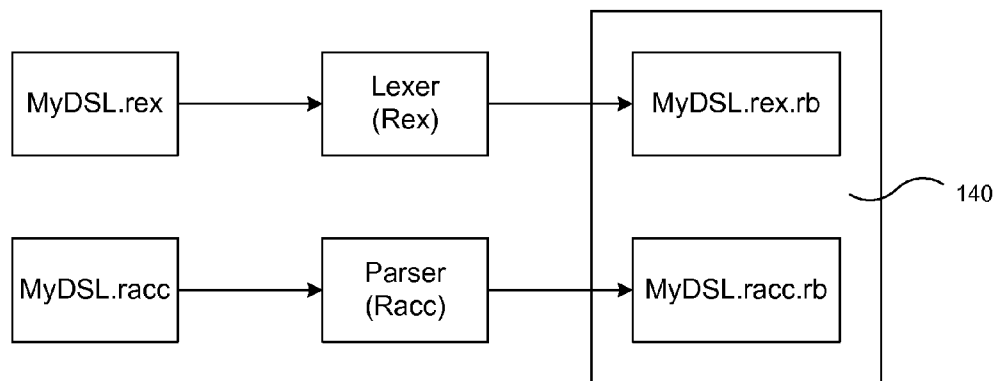 MyDSL.rex
Lexer
(Rex)
MyDSL.rex.rb
140
MyDSL.racc
Parser
(Racc)
MyDSL.racc.rb